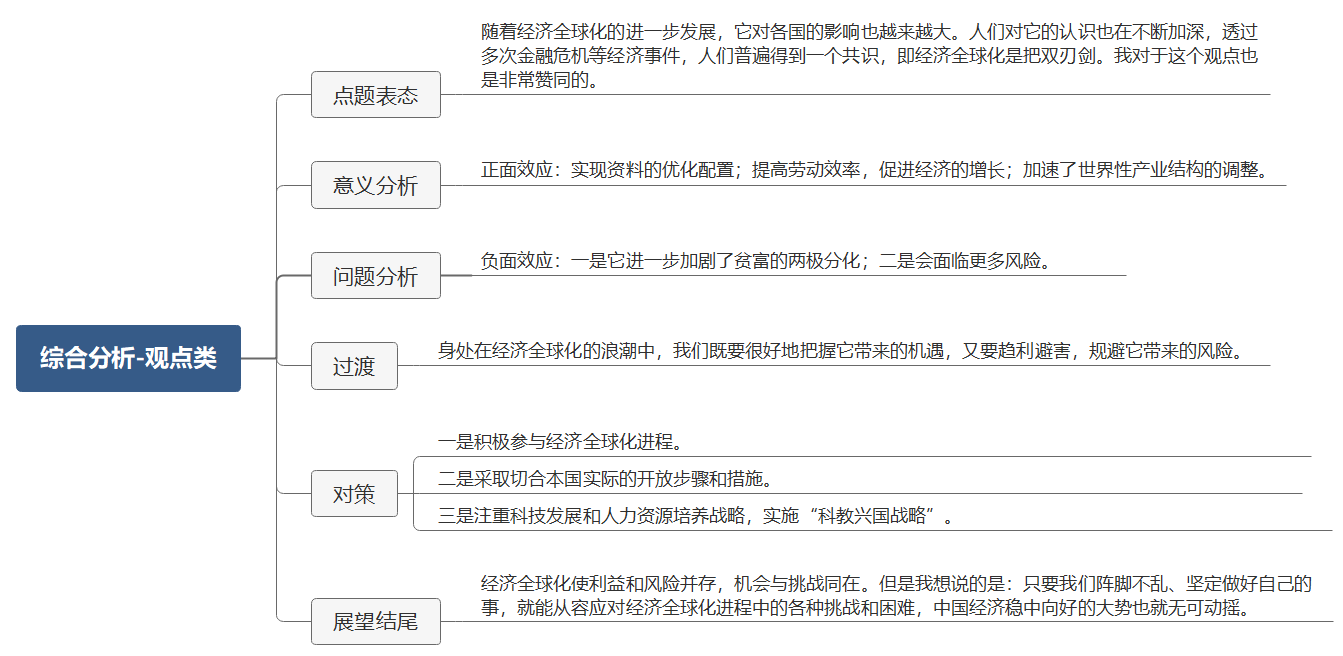 综合分析-观点类
点题表态
随着经济全球化的进一步发展，它对各国的影响也越来越大。人们对它的认识也在不断加深，透过
多次金融危机等经济事件，人们普遍得到一个共识，即经济全球化是把双刃剑。我对于这个观点也
是非常赞同的。
意义分析
正面效应：实现资料的优化配置；提高劳动效率，促进经济的增长；加速了世界性产业结构的调整。
问题分析
负面效应：一是它进一步加剧了贫富的两极分化；二是会面临更多风险。
过渡
身处在经济全球化的浪潮中，我们既要很好地把握它带来的机遇，又要趋利避害，规避它带来的风险。
对策
一是积极参与经济全球化进程。
二是采取切合本国实际的开放步骤和措施。
三是注重科技发展和人力资源培养战略，实施“科教兴国战略”。
展望结尾
经济全球化使利益和风险并存，机会与挑战同在。但是我想说的是：只要我们阵脚不乱、坚定做好自己的
事，就能从容应对经济全球化进程中的各种挑战和困难，中国经济稳中向好的大势也就无可动摇。